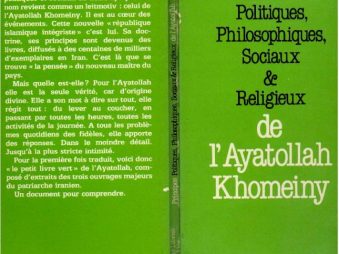 nom revient comme un leitmotiv : celui de
l'Ayatollah Khomeiny. Il est au cœur des
événements. Cette nouvelle « république
islamique intégriste » c'est lui. Sa doc-
trine, ses principes sont devenus des
livres, diffusés à des centaines de milliers
d'exemplaires en Iran. C'est là que se
trouve « la pensée » du nouveau maître du
pays.
Mais quelle est-elle? Pour l'Ayatollah
elle est la seule vérité, car d'origine
divine. Elle a son mot à dire sur tout, elle
régit tout : du lever au coucher, en
passant par toutes les heures, toutes les
activités de la journée. A tous les problè-
mes quotidiens des fidèles, elle apporte
des réponses. Dans le moindre détail.
Jusqu'à la plus stricte intimité.
Pour la première fois traduit, voici donc
« le petit livre vert » de l'Ayatollah, com-
posé d'extraits des trois ouvrages majeurs
du patriarche iranien.
Un document pour comprendre.
Principes Politiques, Philosophiques, Sociaux & Religieux de l'Ayatollah
Politiques,
Philosophiques,
Sociaux
&
Religieux
de
l'Ayatollah
Khomeiny